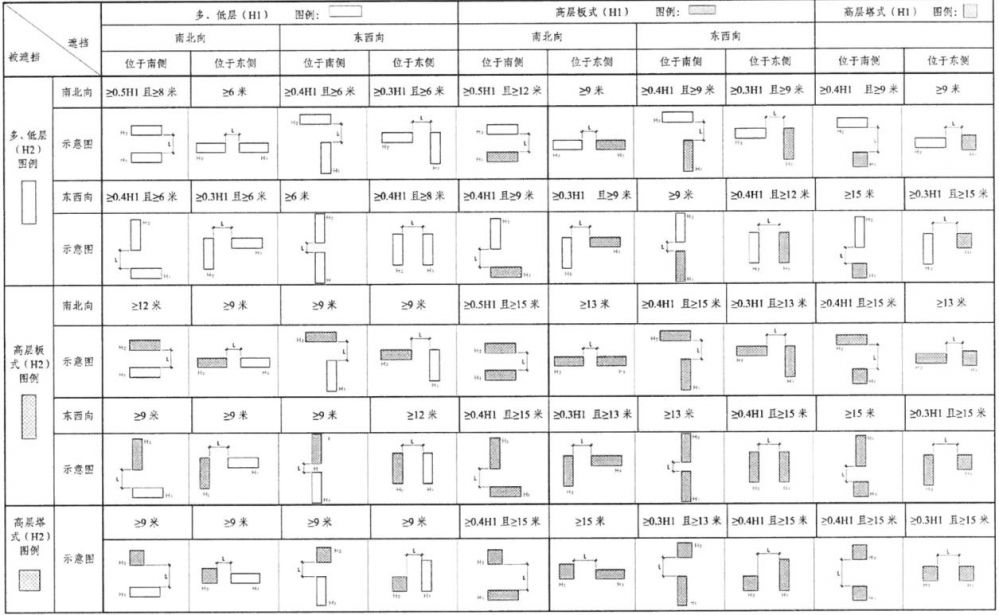 多、低层（H1） 图例： 高层板式（H1） 图例： 高层塔式（H1） 图例：
遮挡
被遮挡
南北向 东西向 南北向 东西向
位于南侧 位于东侧 位于南侧 位于东侧 位于南侧 位于东侧 位于南侧 位于东侧 位于南侧 位于东侧
多、低层
（H2）
图例
南北向 ≥0.5H1 且≥8 米 ≥6 米 ≥0.4H1 且≥6 米 ≥0.3H1 且≥6 米 ≥0.5H1 且≥12 米 ≥9 米 ≥0.4H1 且≥9 米 ≥0.3H1 且≥9 米 ≥0.4H1 且≥9 米 ≥9 米
示意图
东西向 ≥0.4H1 且≥6 米 ≥0.3H1 且≥6 米 ≥6 米 ≥0.4H1 且≥8 米 ≥0.4H1 且≥9 米 ≥0.3H1 且≥9 米 ≥9 米 ≥0.4H1 且≥12 米 ≥15 米 ≥0.3H1 且≥15 米
示意图
高层板
式（H2）
图例
南北向 ≥12 米 ≥9 米 ≥9 米 ≥9 米 ≥0.5H1 且≥15 米 ≥13 米 ≥0.4H1 且≥15 米 ≥0.3H1 且≥13 米 ≥0.4H1 且≥15 米 ≥13 米
示意图
东西向 ≥9 米 ≥9 米 ≥9 米 ≥12 米 ≥0.4H1 且≥15 米 ≥0.3H1 且≥13 米 ≥13 米 ≥0.4H1 且≥15 米 ≥15 米 ≥0.3H1 且≥15 米
示意图
高层塔
式（H2）
图例
≥9 米 ≥9 米 ≥9 米 ≥9 米 ≥0.4H1 且≥15 米 ≥15 米 ≥0.3H1 且≥13 米 ≥0.4H1 且≥15 米 ≥0.4H1 且≥15 米 ≥0.3H1 且≥15 米
示意图